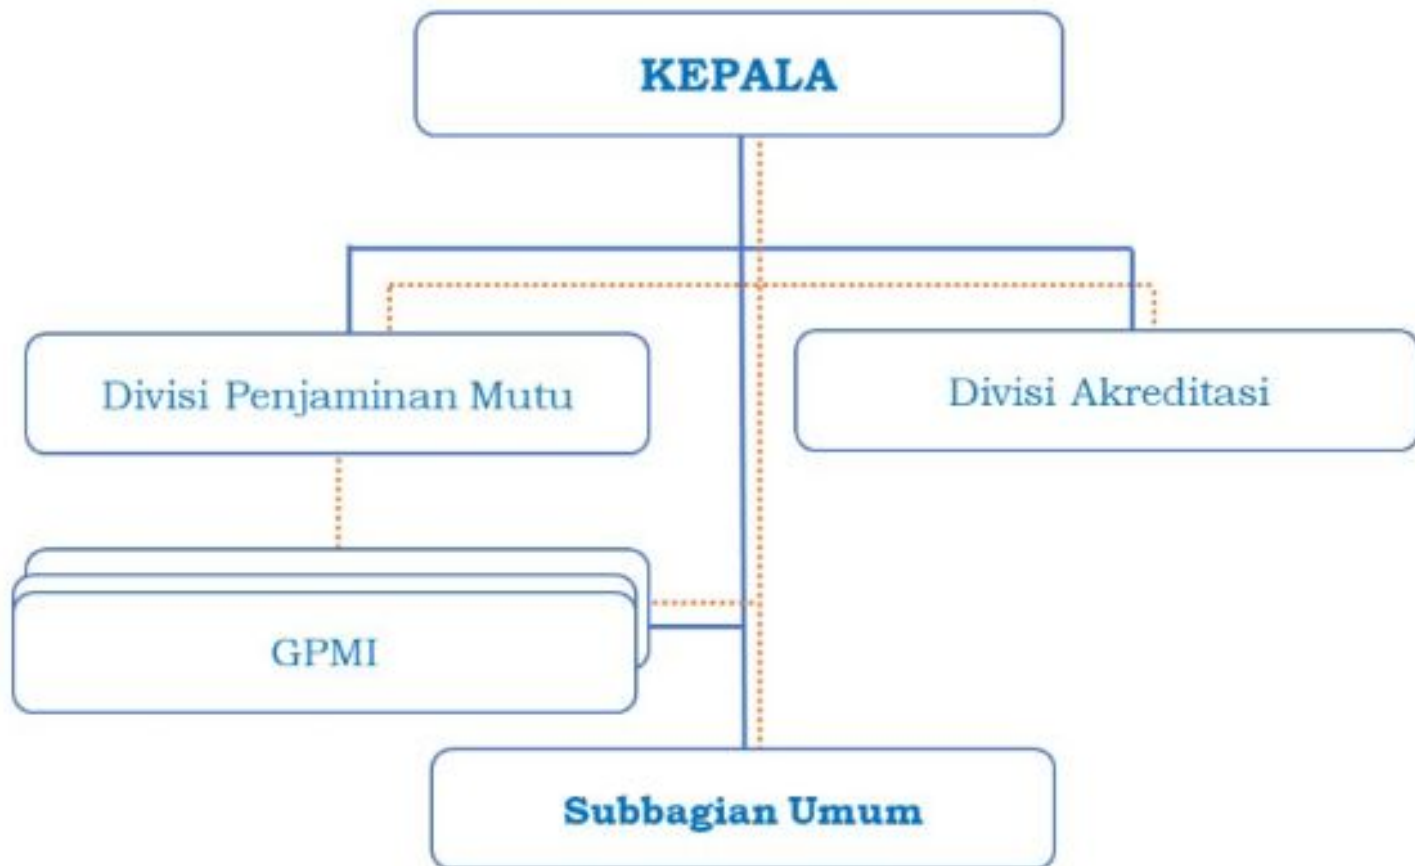 KEPALA
Divisi Penjaminan Mutu
Divisi Akreditasi
GPMI
Subbagian Umum